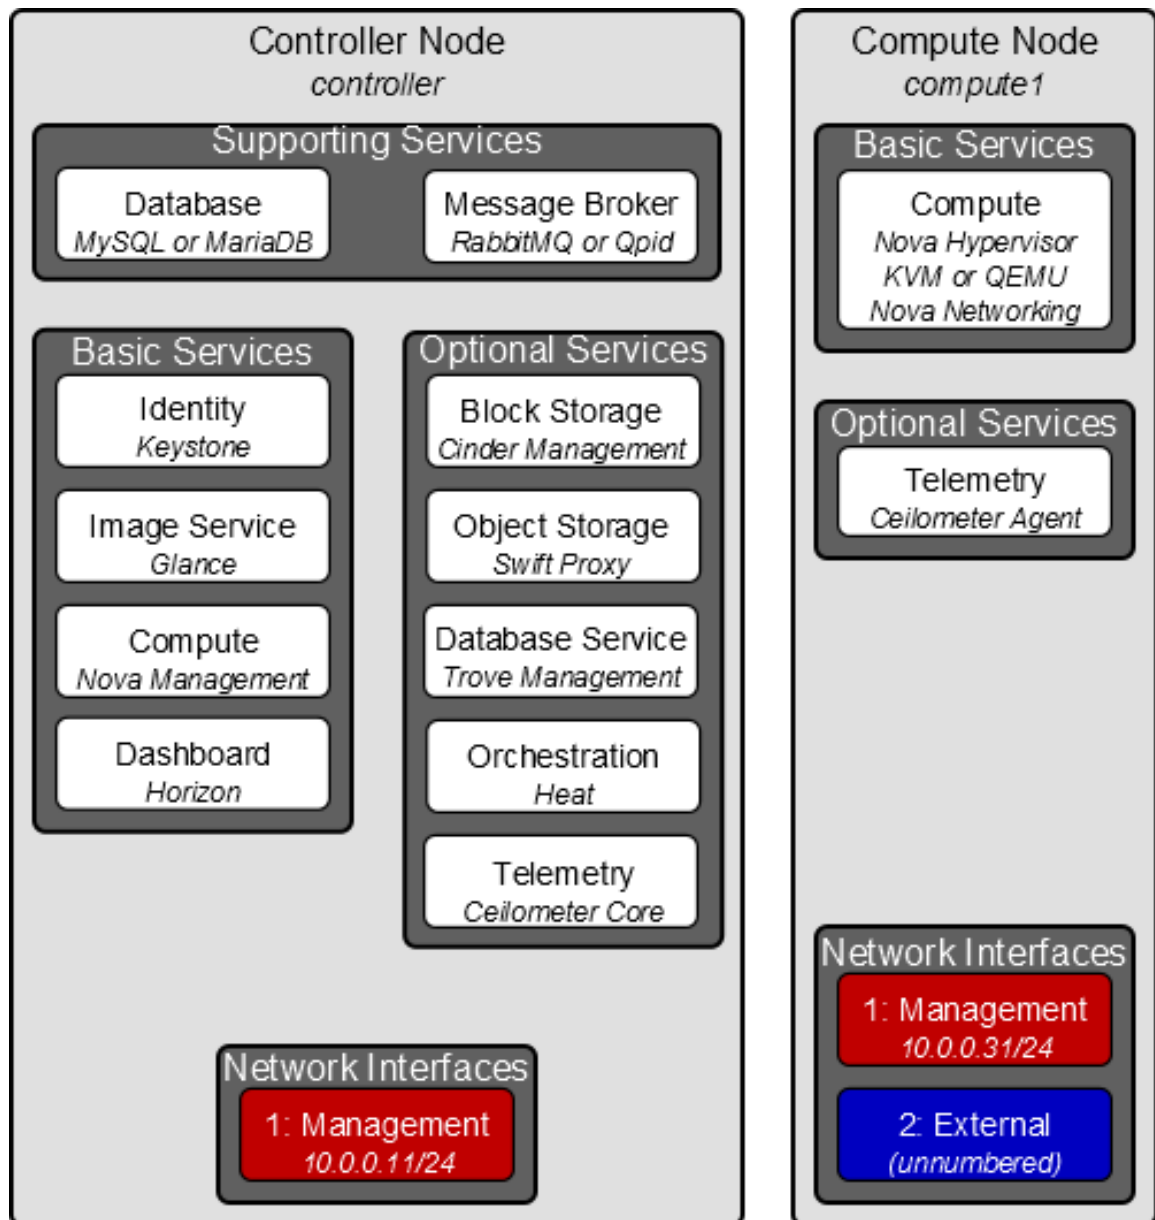 Controller Node
controller
Supporting Services
Database
MySQL or MariaDB
Message Broker
RabbitMQ or Qpid
Basic Services
Identity
Keystone
Image Service
Glance
Compute
Nova Management
Dashboard
Horizon
Optional Services
Block Storage
Cinder Management
Object Storage
Swift Proxy
Database Service
Trove Management
Orchestration
Heat
Telemetry
Ceilometer Core
Network Interfaces
1: Management
10.0.0.11/24
Compute Node
compute1
Basic Services
Compute
Nova Hypervisor
KVM or QEMU
Nova Networking
Optional Services
Telemetry
Ceilometer Agent
Network Interfaces
1: Management
10.0.0.31/24
2: External
(unnumbered)